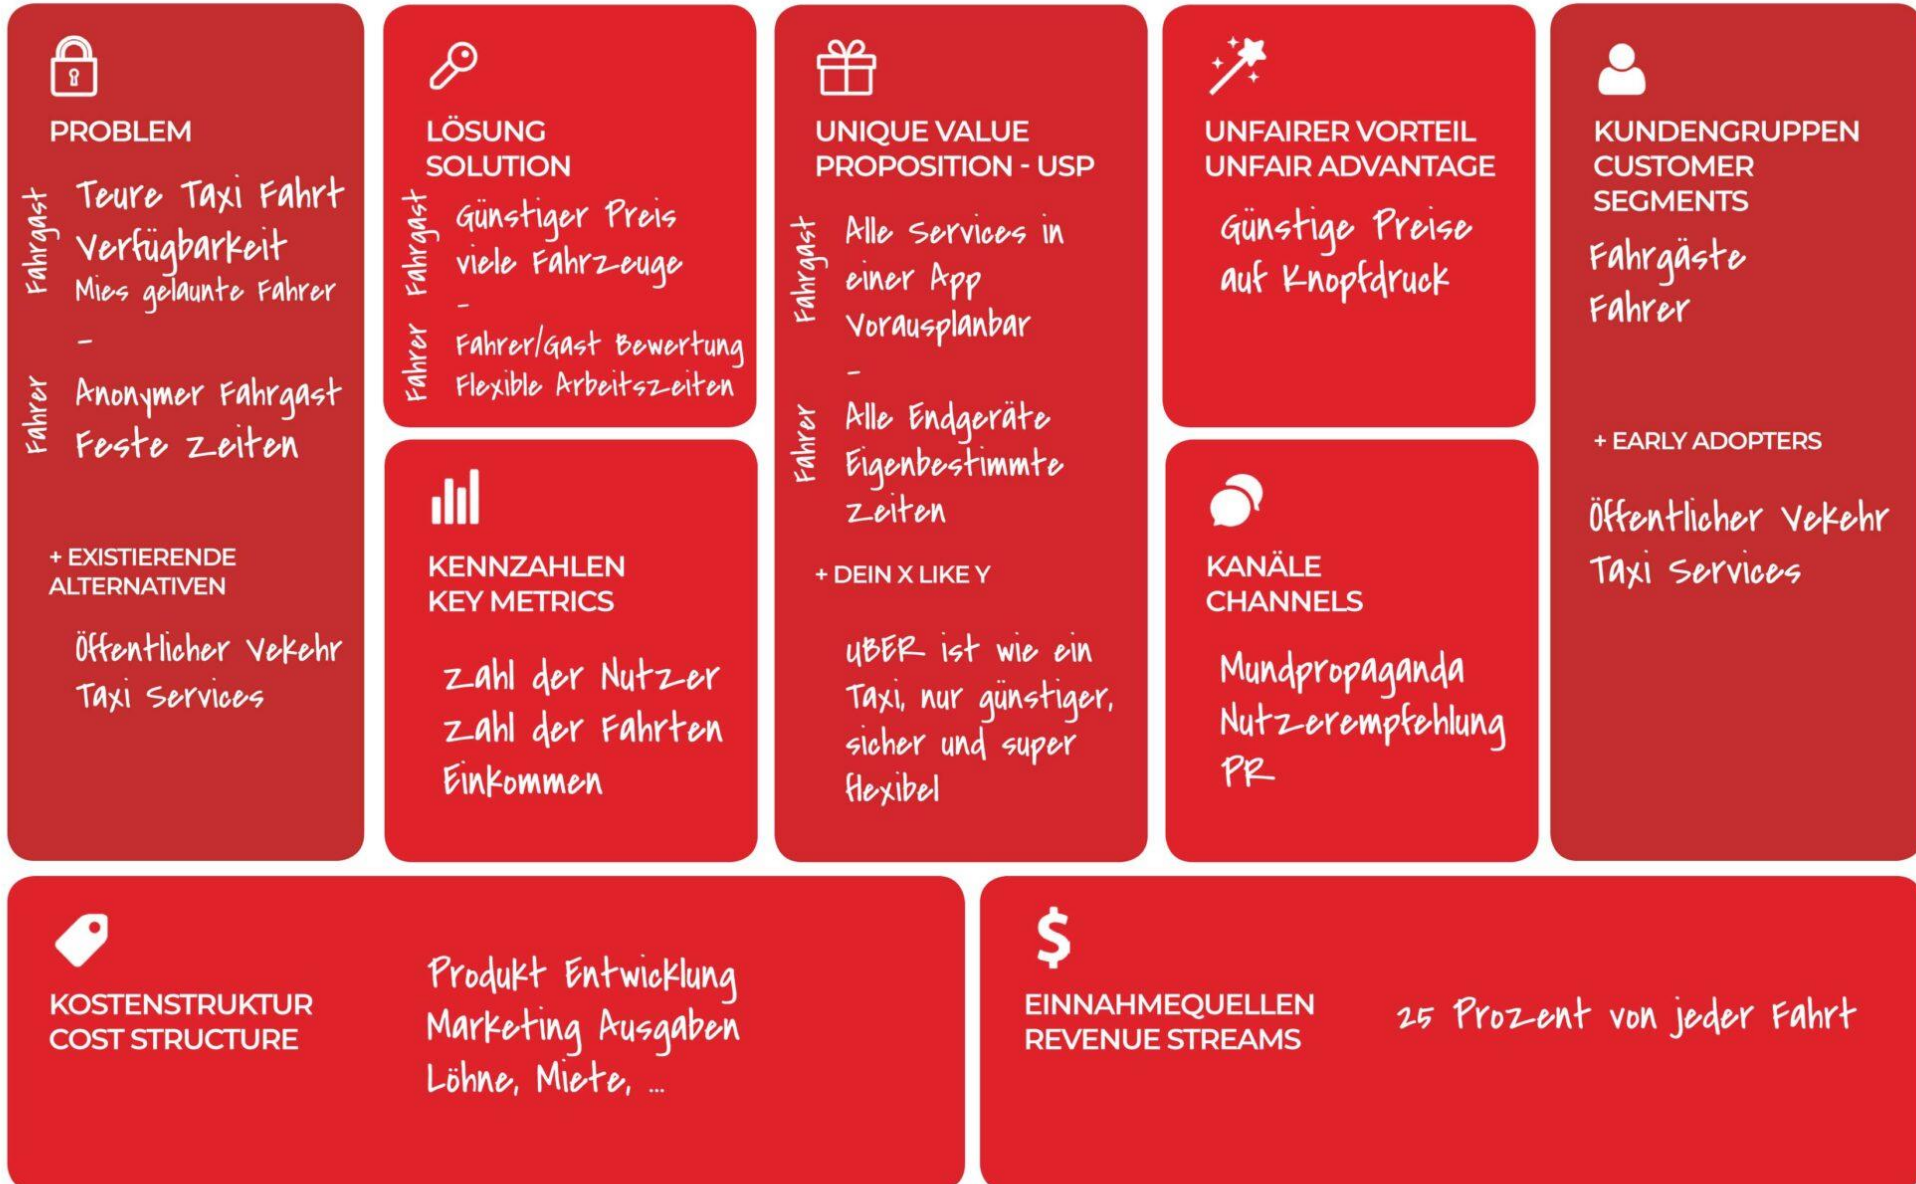 PROBLEM
Fahrgast
Teure Taxi Fahrt
Verfügbarkeit
Mies gelaunte Fahrer
-
Fahrer
Anonymer Fahrgast
Feste Zeiten
+ EXISTIERENDE
ALTERNATIVEN
Öffentlicher Vekehr
Taxi Services
LÖSUNG
SOLUTION
Fahrgast
Günstiger Preis
viele Fahrzeuge
-
Fahrer
Fahrer/Gast Bewertung
Flexible Arbeitszeiten
KENNZAHLEN
KEY METRICS
Zahl der Nutzer
Zahl der Fahrten
Einkommen
UNIQUE VALUE
PROPOSITION - USP
Fahrgast
Alle Services in
einer App
Vorausplanbar
-
Fahrer
Alle Endgeräte
Eigenbestimmte
Zeiten
+ DEIN X LIKE Y
UBER ist wie ein
Taxi, nur günstiger,
sicher und super
flexibel
UNFAIRER VORTEIL
UNFAIR ADVANTAGE
Günstige Preise
auf Knopfdruck
KANÄLE
CHANNELS
Mundpropaganda
Nutzerempfehlung
PR
KUNDENGRUPPEN
CUSTOMER
SEGMENTS
Fahrgäste
Fahrer
+ EARLY ADOPTERS
Öffentlicher Vekehr
Taxi Services
KOSTENSTRUKTUR
COST STRUCTURE
Produkt Entwicklung
Marketing Ausgaben
Löhne, Miete, ...
$
EINNAHMEQUELLEN
REVENUE STREAMS
25 Prozent von jeder Fahrt